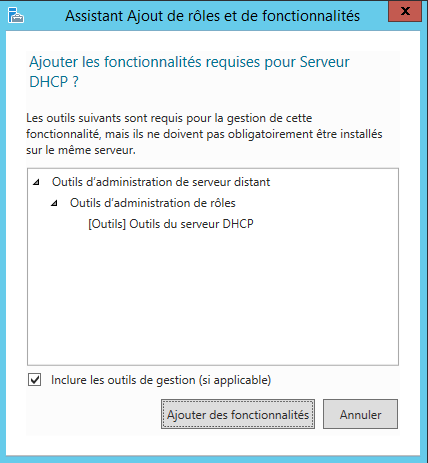 Assistant Ajout de rôles et de fonctionnalités
x
Ajouter les fonctionnalités requises pour Serveur
DHCP ?
Les outils suivants sont requis pour la gestion de cette
fonctionnalité, mais ils ne doivent pas obligatoirement être installés
sur le même serveur.
Outils d'administration de serveur distant
Outils d'administration de rôles
[Outils] Outils du serveur DHCP
Inclure les outils de gestion (si applicable)
Ajouter des fonctionnalités
Annuler